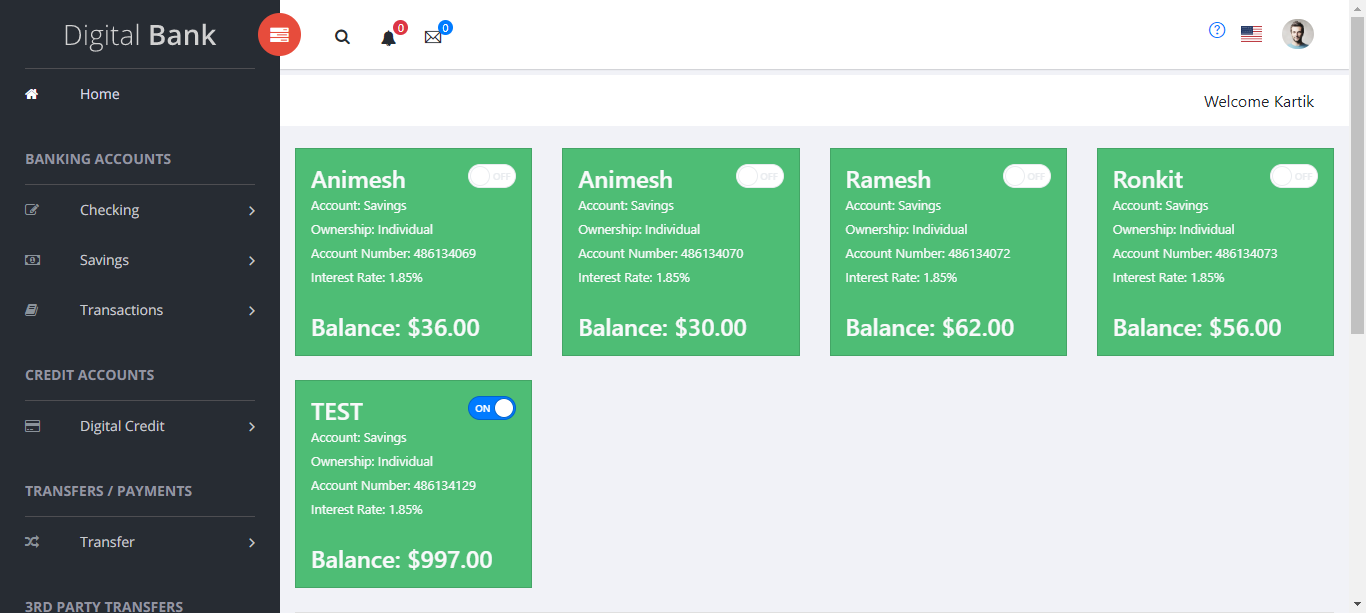 Digital Bank
0
0
Home
Welcome Kartik
BANKING ACCOUNTS
Checking
Savings
Transactions
CREDIT ACCOUNTS
Digital Credit
TRANSFERS / PAYMENTS
Transfer
3RD PARTY TRANSFERS
Animesh
OFF
Account: Savings
Ownership: Individual
Account Number: 486134069
Interest Rate: 1.85%
Balance: $36.00
Animesh
OFF
Account: Savings
Ownership: Individual
Account Number: 486134070
Interest Rate: 1.85%
Balance: $30.00
Ramesh
OFF
Account: Savings
Ownership: Individual
Account Number: 486134072
Interest Rate: 1.85%
Balance: $62.00
Ronkit
OFF
Account: Savings
Ownership: Individual
Account Number: 486134073
Interest Rate: 1.85%
Balance: $56.00
TEST
ON
Account: Savings
Ownership: Individual
Account Number: 486134129
Interest Rate: 1.85%
Balance: $997.00